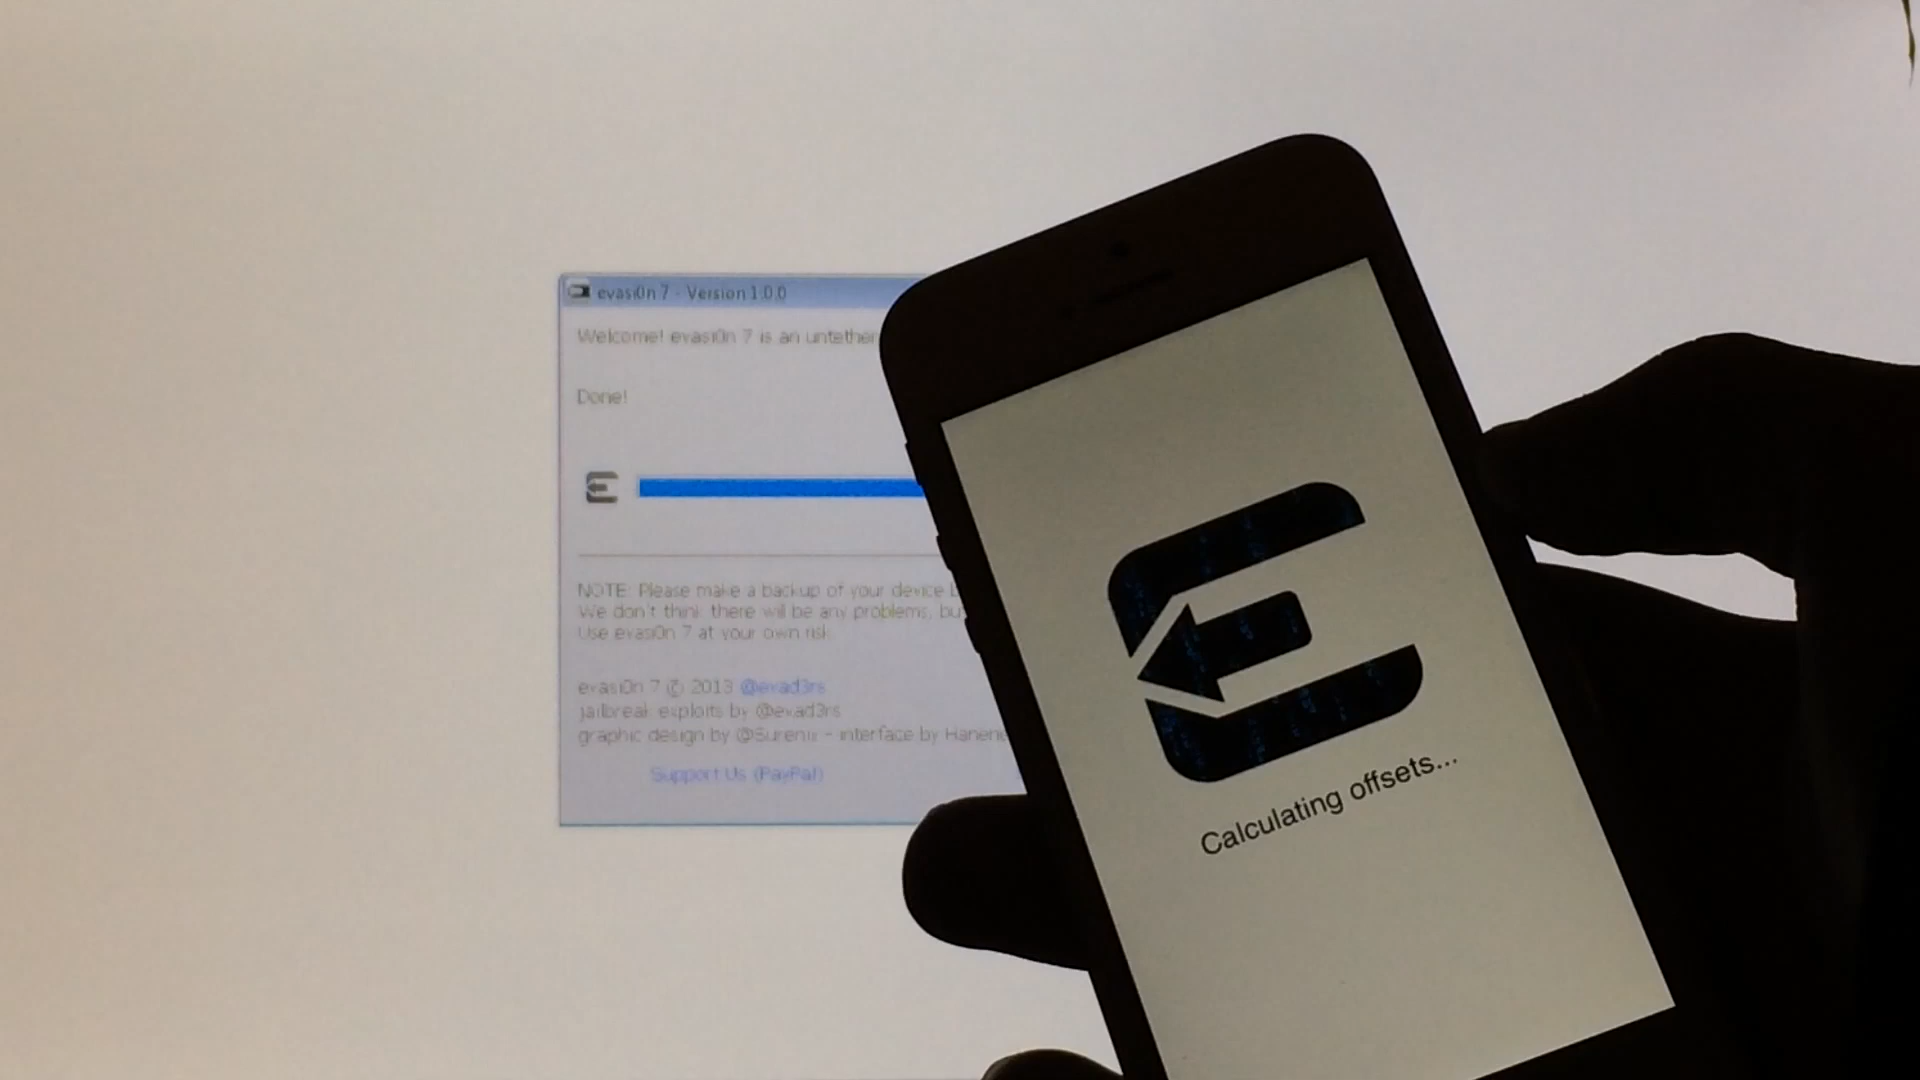 evasi0n 7 - Version 1.0.0
Welcome! evasi0n 7 is an untether
Done!
NOTE: Please make a backup of your device
We don't think there will be any problems, bu
Use evasi0n 7 at your own risk
evasi0n 7 © 2013 @evad3rs
jailbreak exploits by @evad3rs
graphic design by @Surenix - interface by Hanene
Support Us (PayPal)
Calculating offsets...